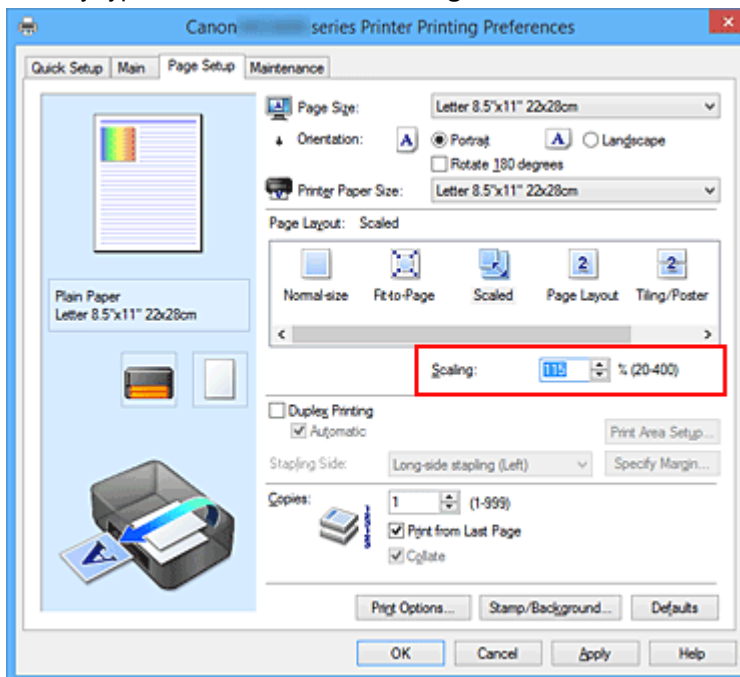 Canon series Printer Printing Preferences
Quick Setup Main Page Setup Maintenance
Page Size: Letter 8.5"x11" 22x28cm
Orientation: A Portrait A Landscape
Rotate 180 degrees
Printer Paper Size: Letter 8.5"x11" 22x28cm
Page Layout: Scaled
2 2
Normal-size Fit-to-Page Scaled Page Layout Tiling/Poster
Plain Paper
Letter 8.5"x11" 22x28cm
Scaling: 115 % (20-400)
Duplex Printing
Automatic
Print Area Setup...
Stapling Side: Long-side stapling (Left) Specify Margin...
Copies: 1 (1-999)
Print from Last Page
Collate
Print Options... Stamp/Background... Defaults
OK Cancel Apply Help